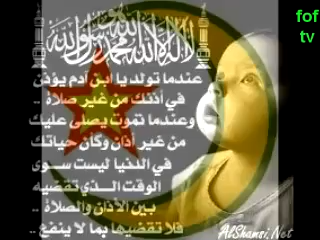 fof
tv
لا إله إلا الله محمد رسول الله
عندما تولد يا ابن آدم يؤذن
في أذنك من غير صلاة ..
وعندما تموت يصلى عليك
من غير أذان وكأن حياتك
في الدنيا ليست سوى
الوقت الذي تقضيه
بين الأذان والصلاة ..
فلا تقضيها بما لا ينفع ..
AlShamsi.Net